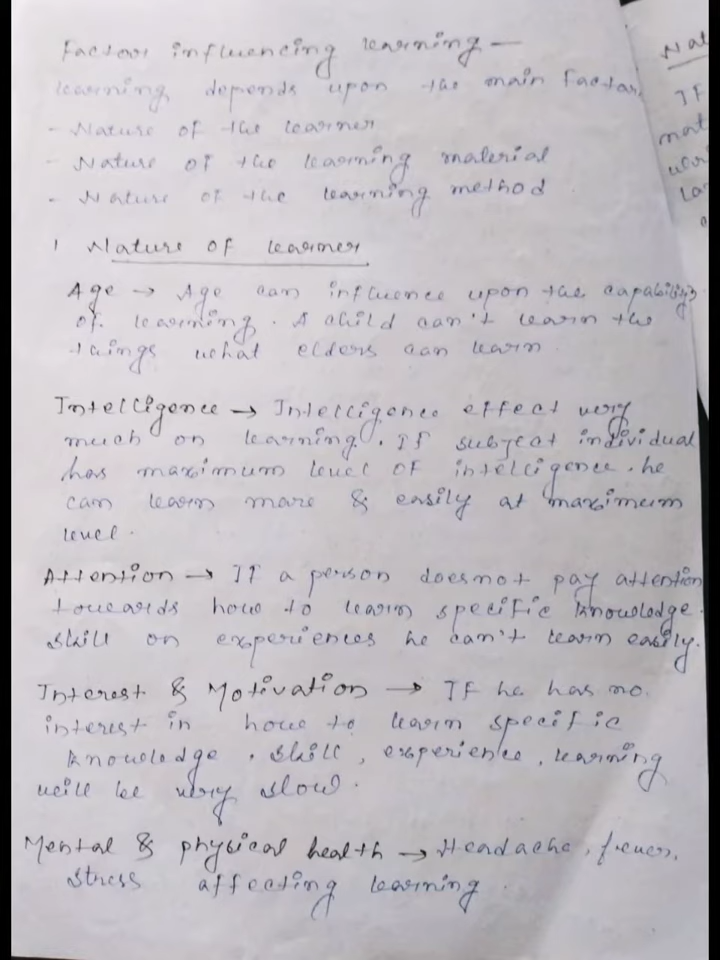 Factors influencing learning —
learning depends upon the main factors
- Nature of the learner
- Nature of the learning material
- Nature of the learning method
1 Nature of learner
Age → Age can influence upon the capability
of learning. A child can't learn the
things what elders can learn
Intelligence → Intelligence effect very
much on learning. If subject individual
has maximum level of intelligence. he
can learn more & easily at maximum
level.
Attention → If a person does not pay attention
towards how to learn specific knowledge.
skill on experiences he can't learn easily.
Interest & Motivation → If he has no.
interest in how to learn specific
knowledge. skill, experience, learning
will be very slow.
Mental & physical health → Headache, fever,
stress affecting learning.
Nat
If
mat